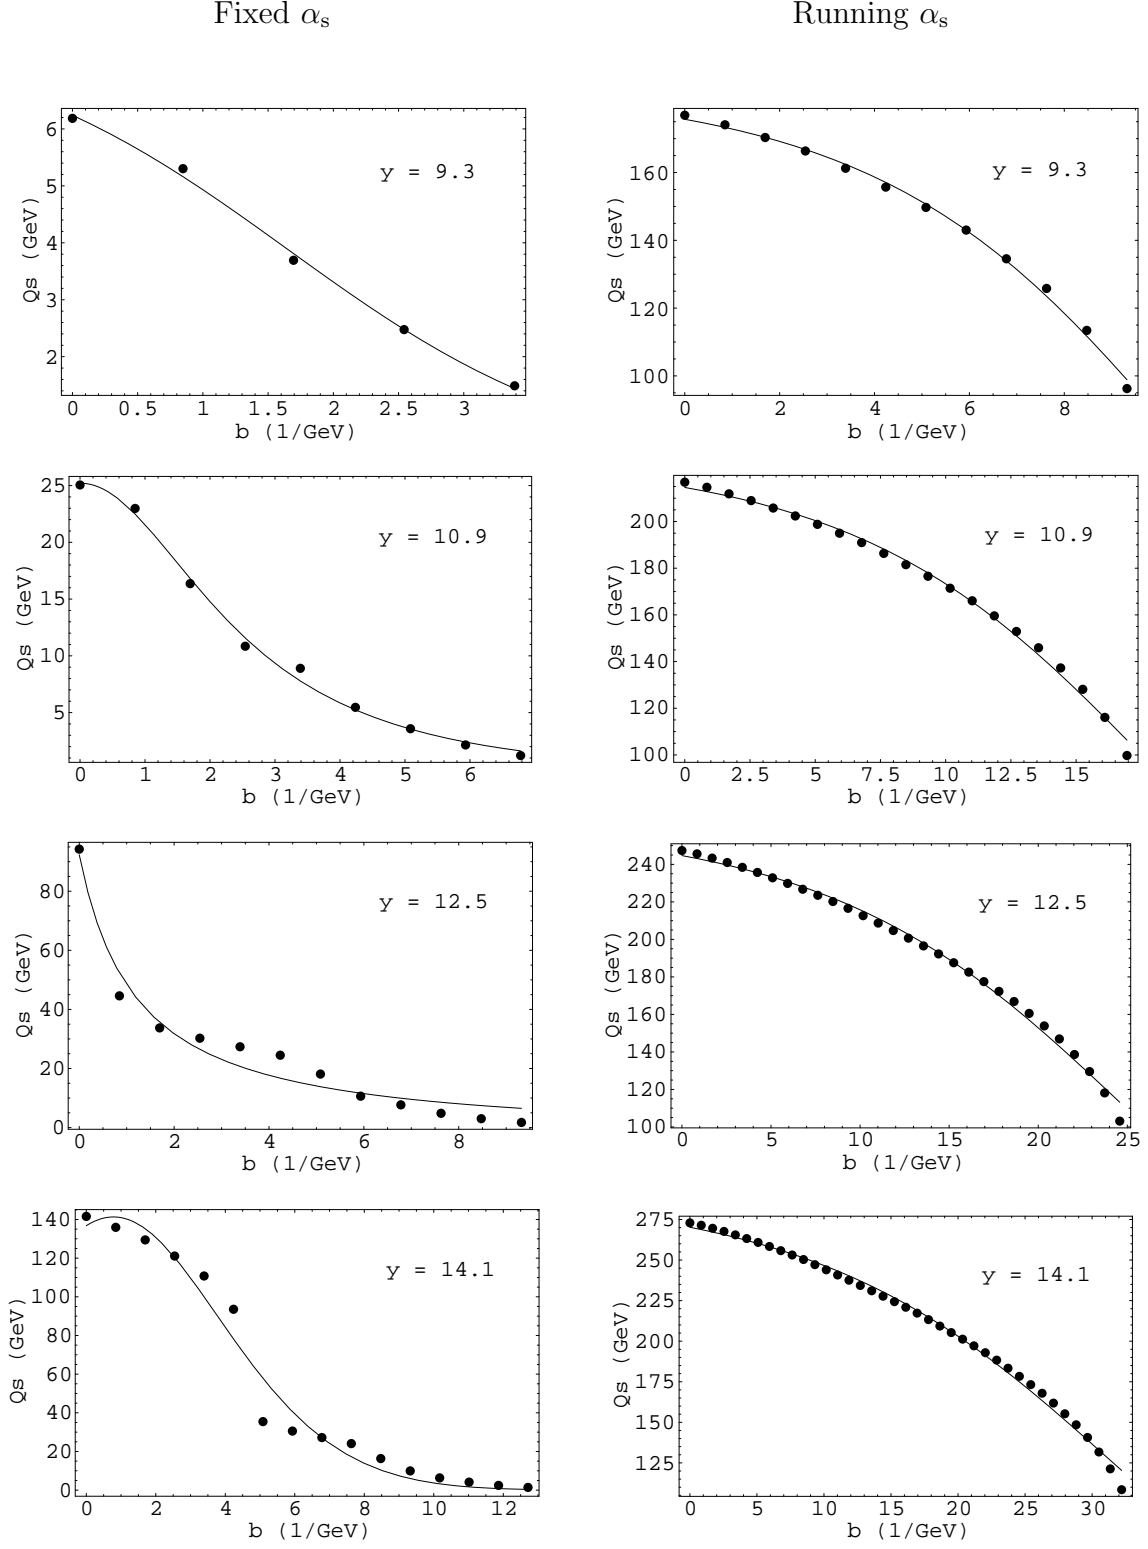 Fixed αs
Running αs
6
5
4
3
2
Qs (GeV)
y = 9.3
0 0.5 1 1.5 2 2.5 3
b (1/GeV)
160
140
120
100
Qs (GeV)
y = 9.3
0 2 4 6 8
b (1/GeV)
25
20
15
10
5
Qs (GeV)
y = 10.9
0 1 2 3 4 5 6
b (1/GeV)
200
180
160
140
120
100
Qs (GeV)
y = 10.9
0 2.5 5 7.5 10 12.5 15
b (1/GeV)
80
60
40
20
0
Qs (GeV)
y = 12.5
0 2 4 6 8
b (1/GeV)
240
220
200
180
160
140
120
100
Qs (GeV)
y = 12.5
0 5 10 15 20 25
b (1/GeV)
140
120
100
80
60
40
20
0
Qs (GeV)
y = 14.1
0 2 4 6 8 10 12
b (1/GeV)
275
250
225
200
175
150
125
Qs (GeV)
y = 14.1
0 5 10 15 20 25 30
b (1/GeV)